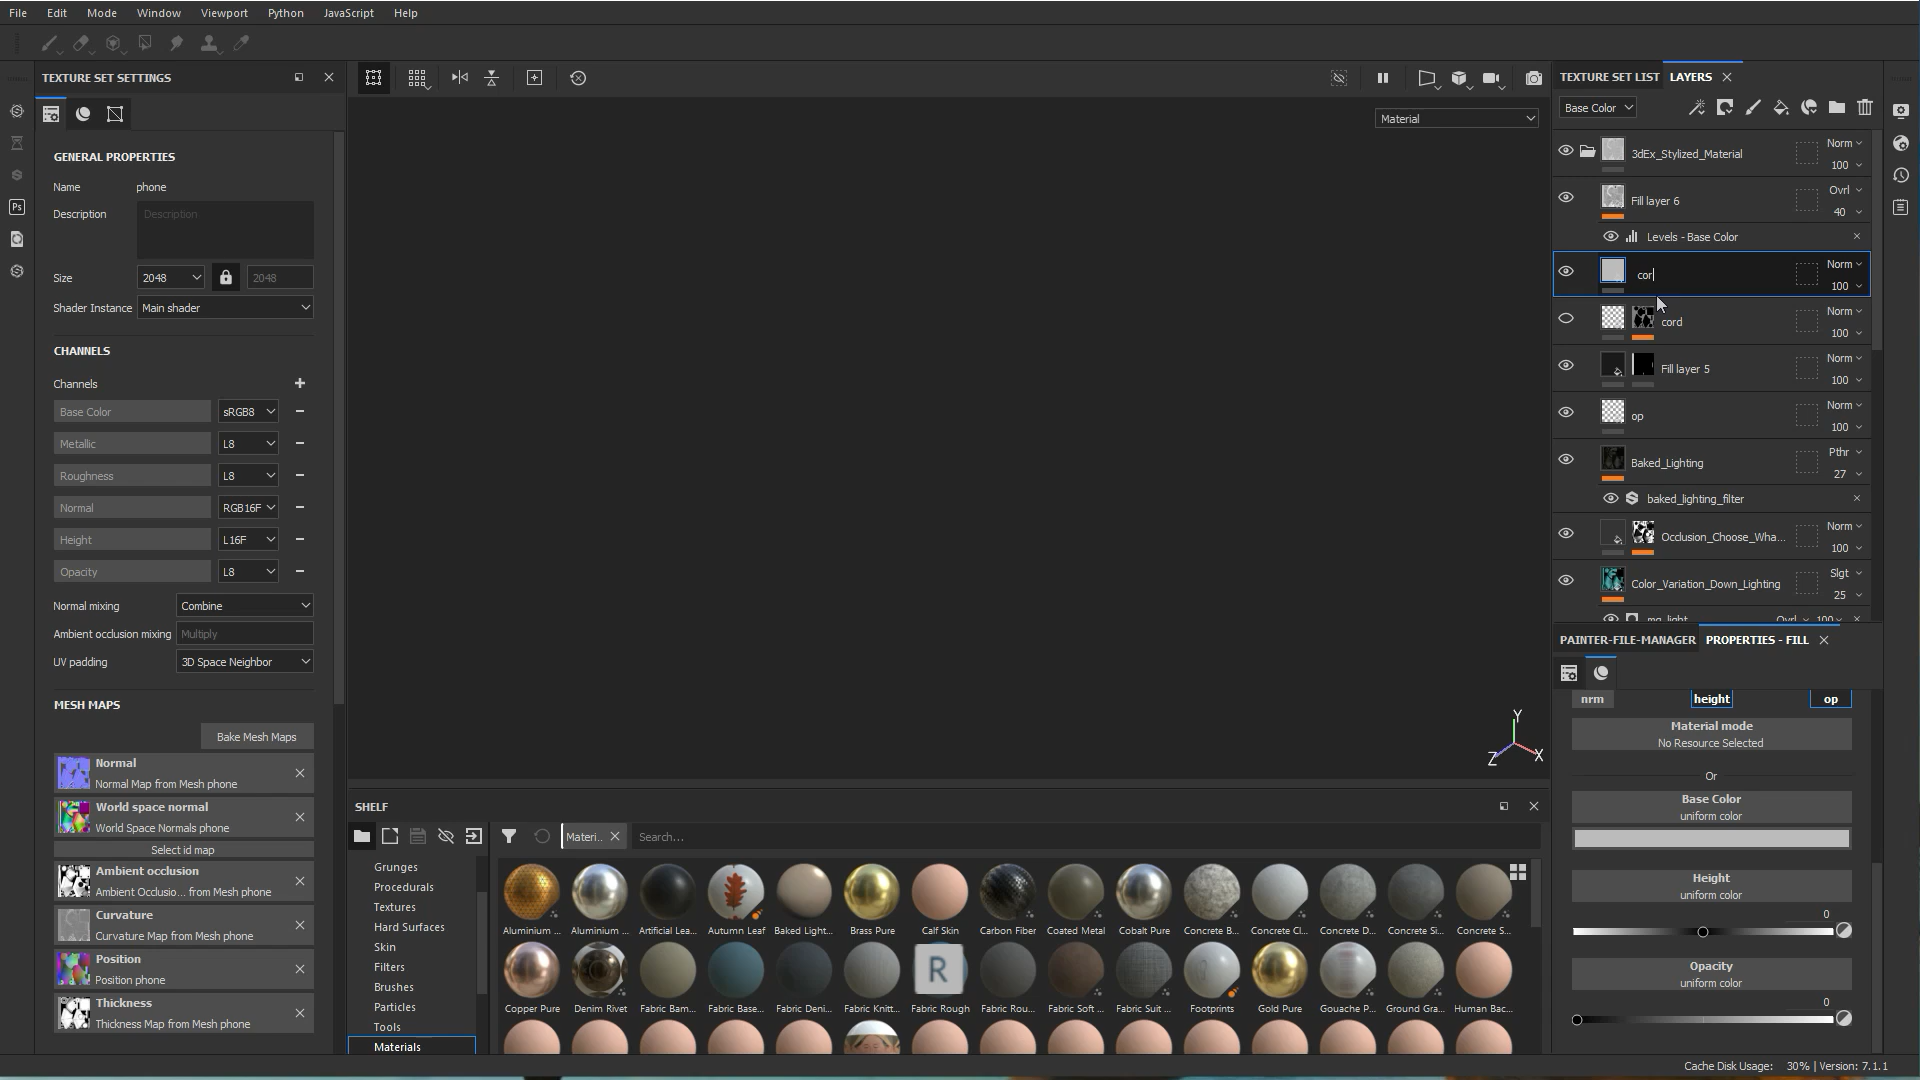 File Edit Mode Window Viewport Python JavaScript Help
TEXTURE SET SETTINGS
GENERAL PROPERTIES
Name phone
Description Description
Size 2048 2048
Shader Instance Main shader
CHANNELS
Channels
Base Color sRGB8
Metallic L8
Roughness L8
Normal RGB16F
Height L16F
Opacity L8
Normal mixing Combine
Ambient occlusion mixing Multiply
UV padding 3D Space Neighbor
MESH MAPS
Bake Mesh Maps
Normal
Normal Map from Mesh phone
World space normal
World Space Normals phone
Select id map
Ambient occlusion
Ambient Occlusio... from Mesh phone
Curvature
Curvature Map from Mesh phone
Position
Position phone
Thickness
Thickness Map from Mesh phone
Ps
Material
Y
Z X
SHELF
Materi... Search...
Grunges
Procedurals
Textures
Hard Surfaces
Skin
Filters
Brushes
Particles
Tools
Materials
Aluminium ... Aluminium ... Artificial Lea... Autumn Leaf Baked Light... Brass Pure Calf Skin Carbon Fiber Coated Metal Cobalt Pure Concrete B... Concrete Cl... Concrete D... Concrete Si... Concrete S...
R
Copper Pure Denim Rivet Fabric Bam... Fabric Base... Fabric Deni... Fabric Knitt... Fabric Rough Fabric Rou... Fabric Soft ... Fabric Suit ... Footprints Gold Pure Gouache P... Ground Gra... Human Bac...
TEXTURE SET LIST LAYERS
Base Color
3dEx_Stylized_Material Norm 100
Fill layer 6 Ovrl 40
Levels - Base Color
cor Norm 100
cord Norm 100
Fill layer 5 Norm 100
op Norm 100
Baked_Lighting Pthr 27
baked_lighting_filter
Occlusion_Choose_Wha... Norm 100
Color_Variation_Down_Lighting Slgt 25
mg_light Ovrl 100
PAINTER-FILE-MANAGER PROPERTIES - FILL
nrm height op
Material mode
No Resource Selected
Or
Base Color
uniform color
Height
uniform color
0
Opacity
uniform color
0
Cache Disk Usage: 30% | Version: 7.1.1